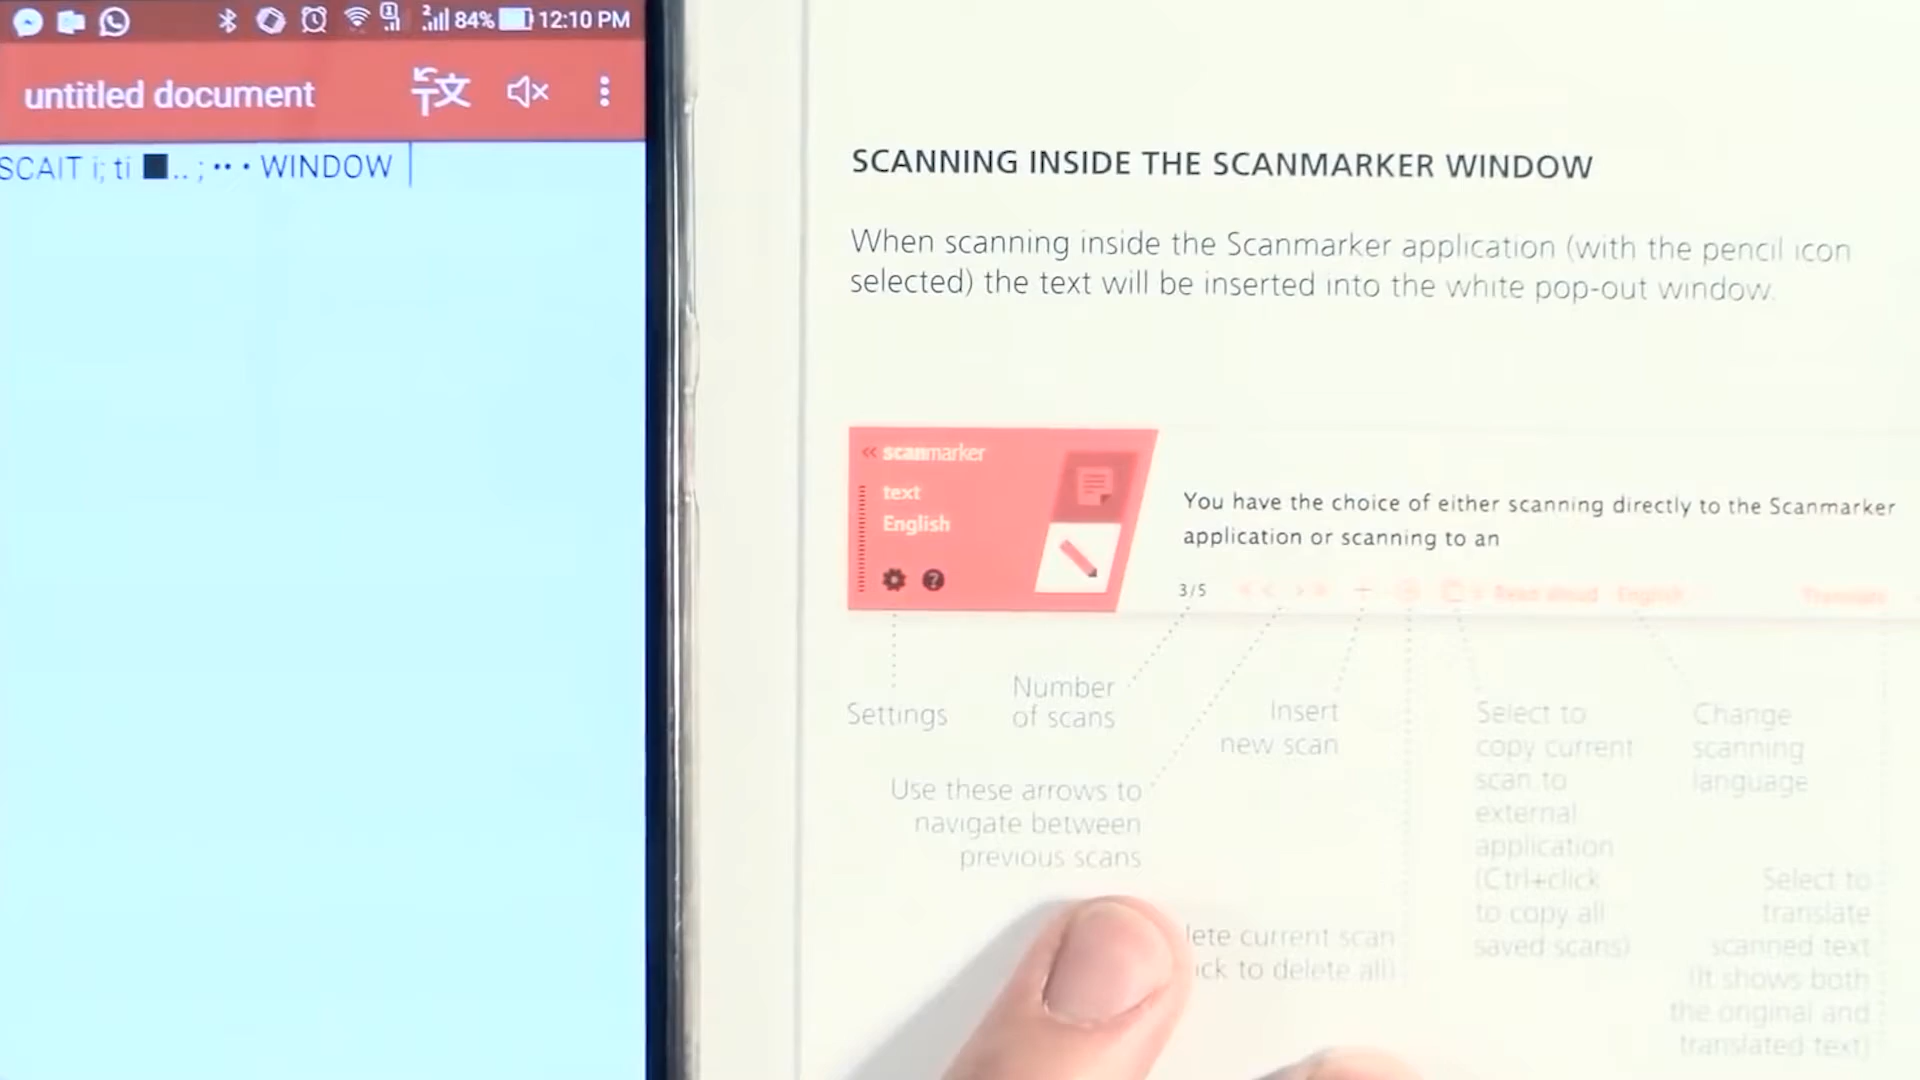 84% 12:10 PM
untitled document
SCAIT i; ti ■.. ; •• • WINDOW
SCANNING INSIDE THE SCANMARKER WINDOW
When scanning inside the Scanmarker application (with the pencil icon
selected) the text will be inserted into the white pop-out window.
« scanmarker
text
English
You have the choice of either scanning directly to the Scanmarker
application or scanning to an
3/5 Read aloud English Translate
Settings
Number
of scans
Use these arrows to
navigate between
previous scans
Insert
new scan
lete current scan
ick to delete all)
Select to
copy current
scan to
external
application
(Ctrl+click
to copy all
saved scans)
Change
scanning
language
Select to
translate
scanned text
(It shows both
the original and
translated text)